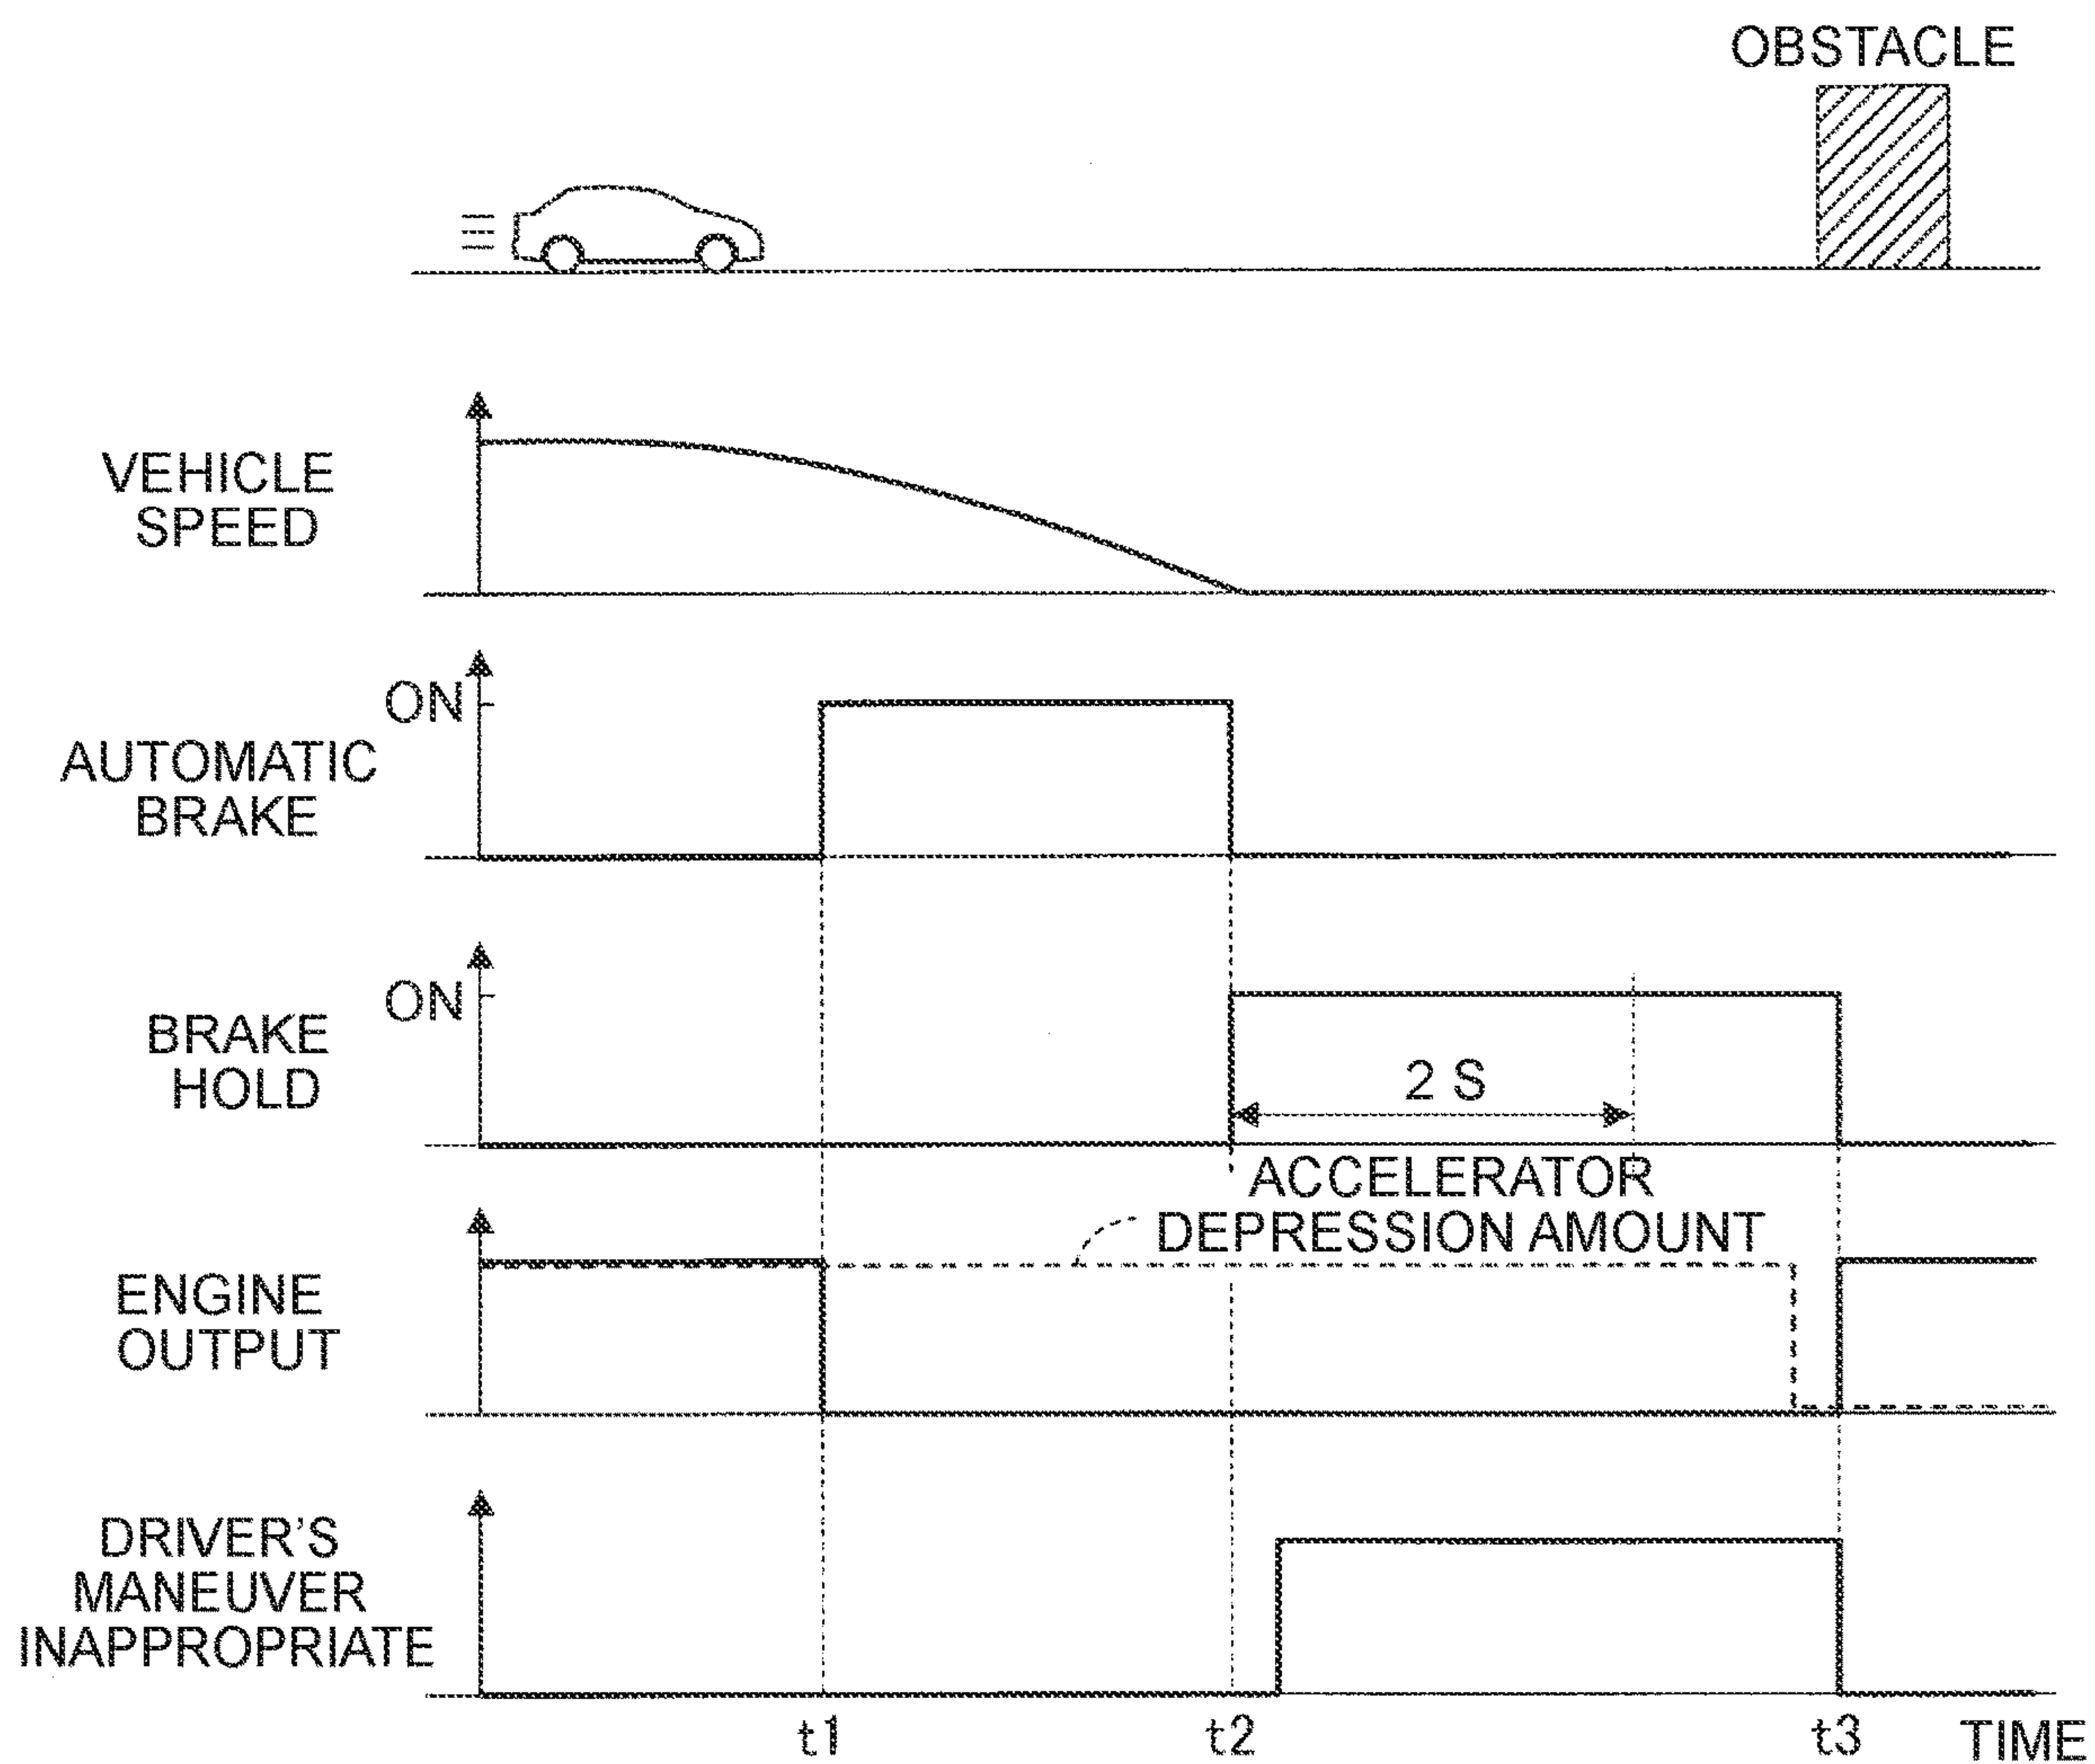 OBSTACLE
VEHICLE
SPEED
ON
AUTOMATIC
BRAKE
ON
BRAKE
HOLD
2 S
ACCELERATOR
DEPRESSION AMOUNT
ENGINE
OUTPUT
DRIVER'S
MANEUVER
INAPPROPRIATE
t1 t2 t3 TIME